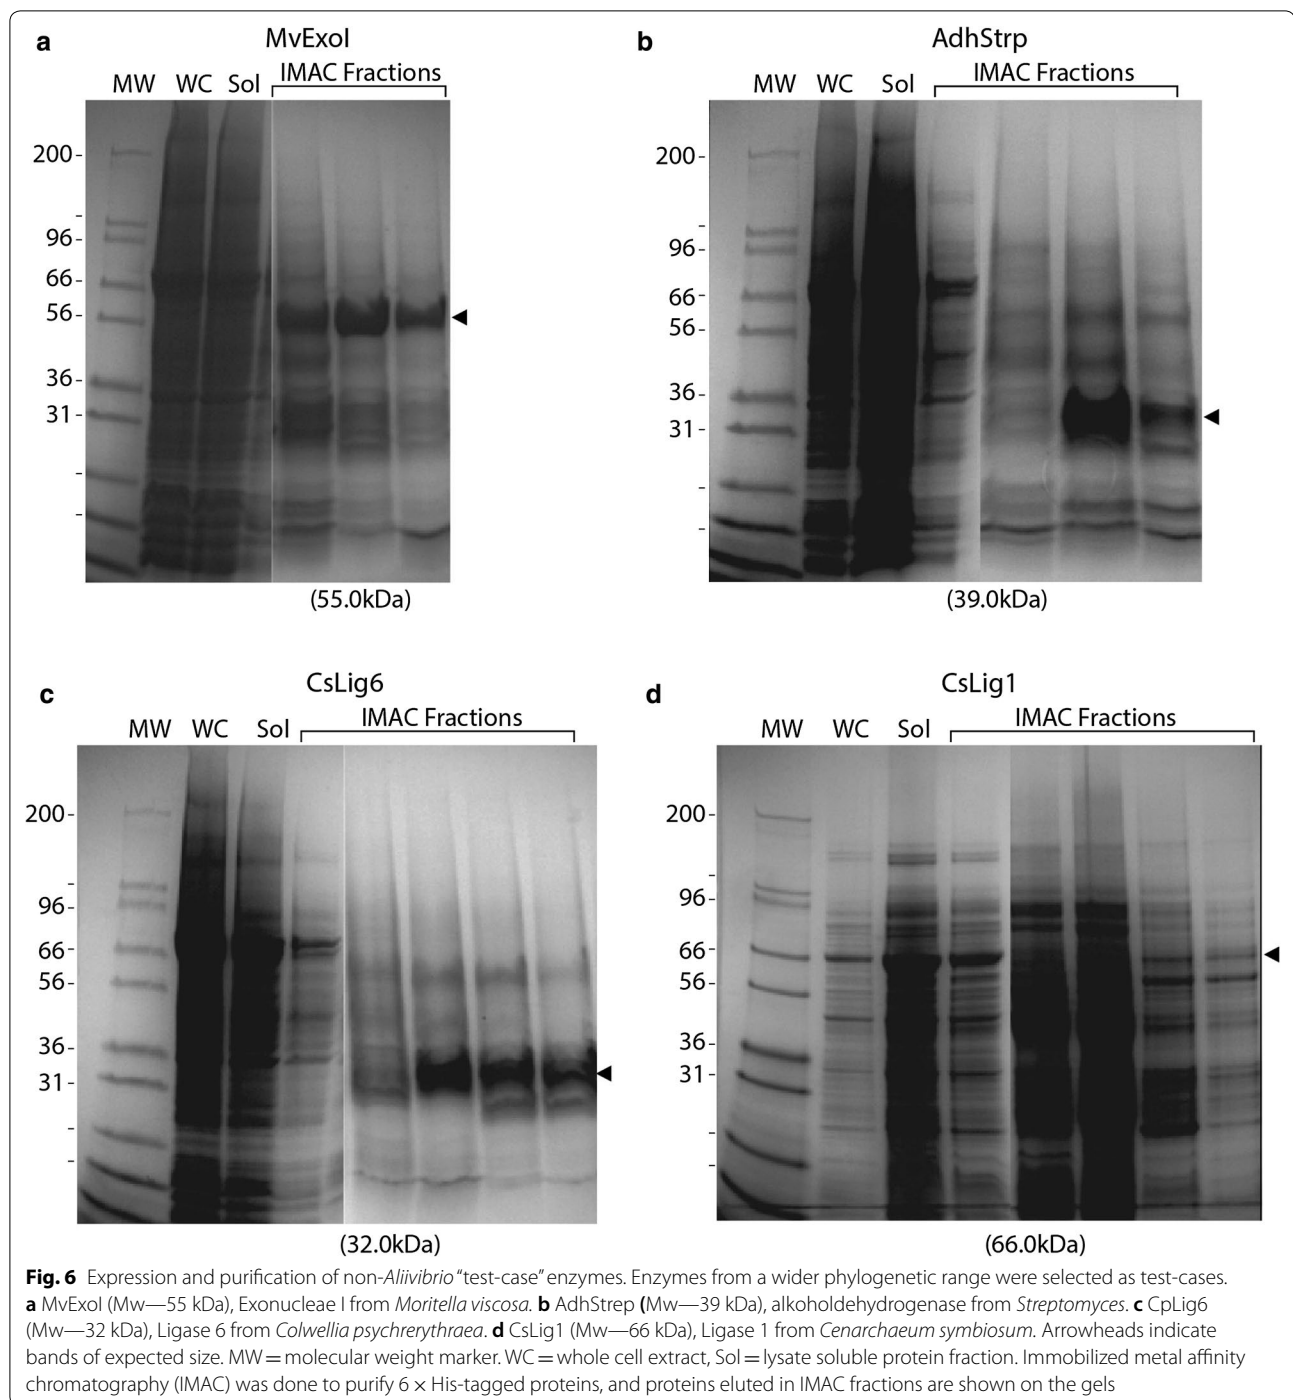 a
MvExoI
MW WC Sol IMAC Fractions
200-
-
96-
66-
56-
36-
31-
-
-
(55.0kDa)
b
AdhStrp
MW WC Sol IMAC Fractions
200-
-
96-
66-
56-
36-
31-
-
-
(39.0kDa)
c
CsLig6
MW WC Sol IMAC Fractions
200-
-
96-
66-
56-
36-
31-
-
-
(32.0kDa)
d
CsLig1
MW WC Sol IMAC Fractions
200-
-
96-
66-
56-
36-
31-
-
-
(66.0kDa)
Fig. 6 Expression and purification of non-Aliivibrio “test-case” enzymes. Enzymes from a wider phylogenetic range were selected as test-cases.
a MvExoI (Mw—55 kDa), Exonucleae I from Moritella viscosa. b AdhStrep (Mw—39 kDa), alkoholdehydrogenase from Streptomyces. c CpLig6
(Mw—32 kDa), Ligase 6 from Colwellia psychrerythraea. d CsLig1 (Mw—66 kDa), Ligase 1 from Cenarchaeum symbiosum. Arrowheads indicate
bands of expected size. MW = molecular weight marker. WC = whole cell extract, Sol = lysate soluble protein fraction. Immobilized metal affinity
chromatography (IMAC) was done to purify 6 × His-tagged proteins, and proteins eluted in IMAC fractions are shown on the gels